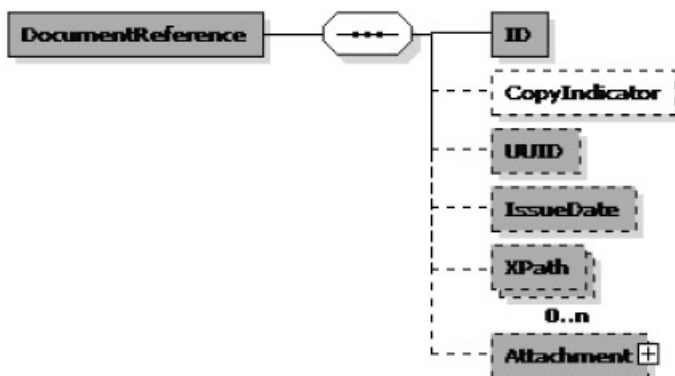 DocumentReference
ID
CopyIndicator
UUID
IssueDate
XPath
0..n
Attachment